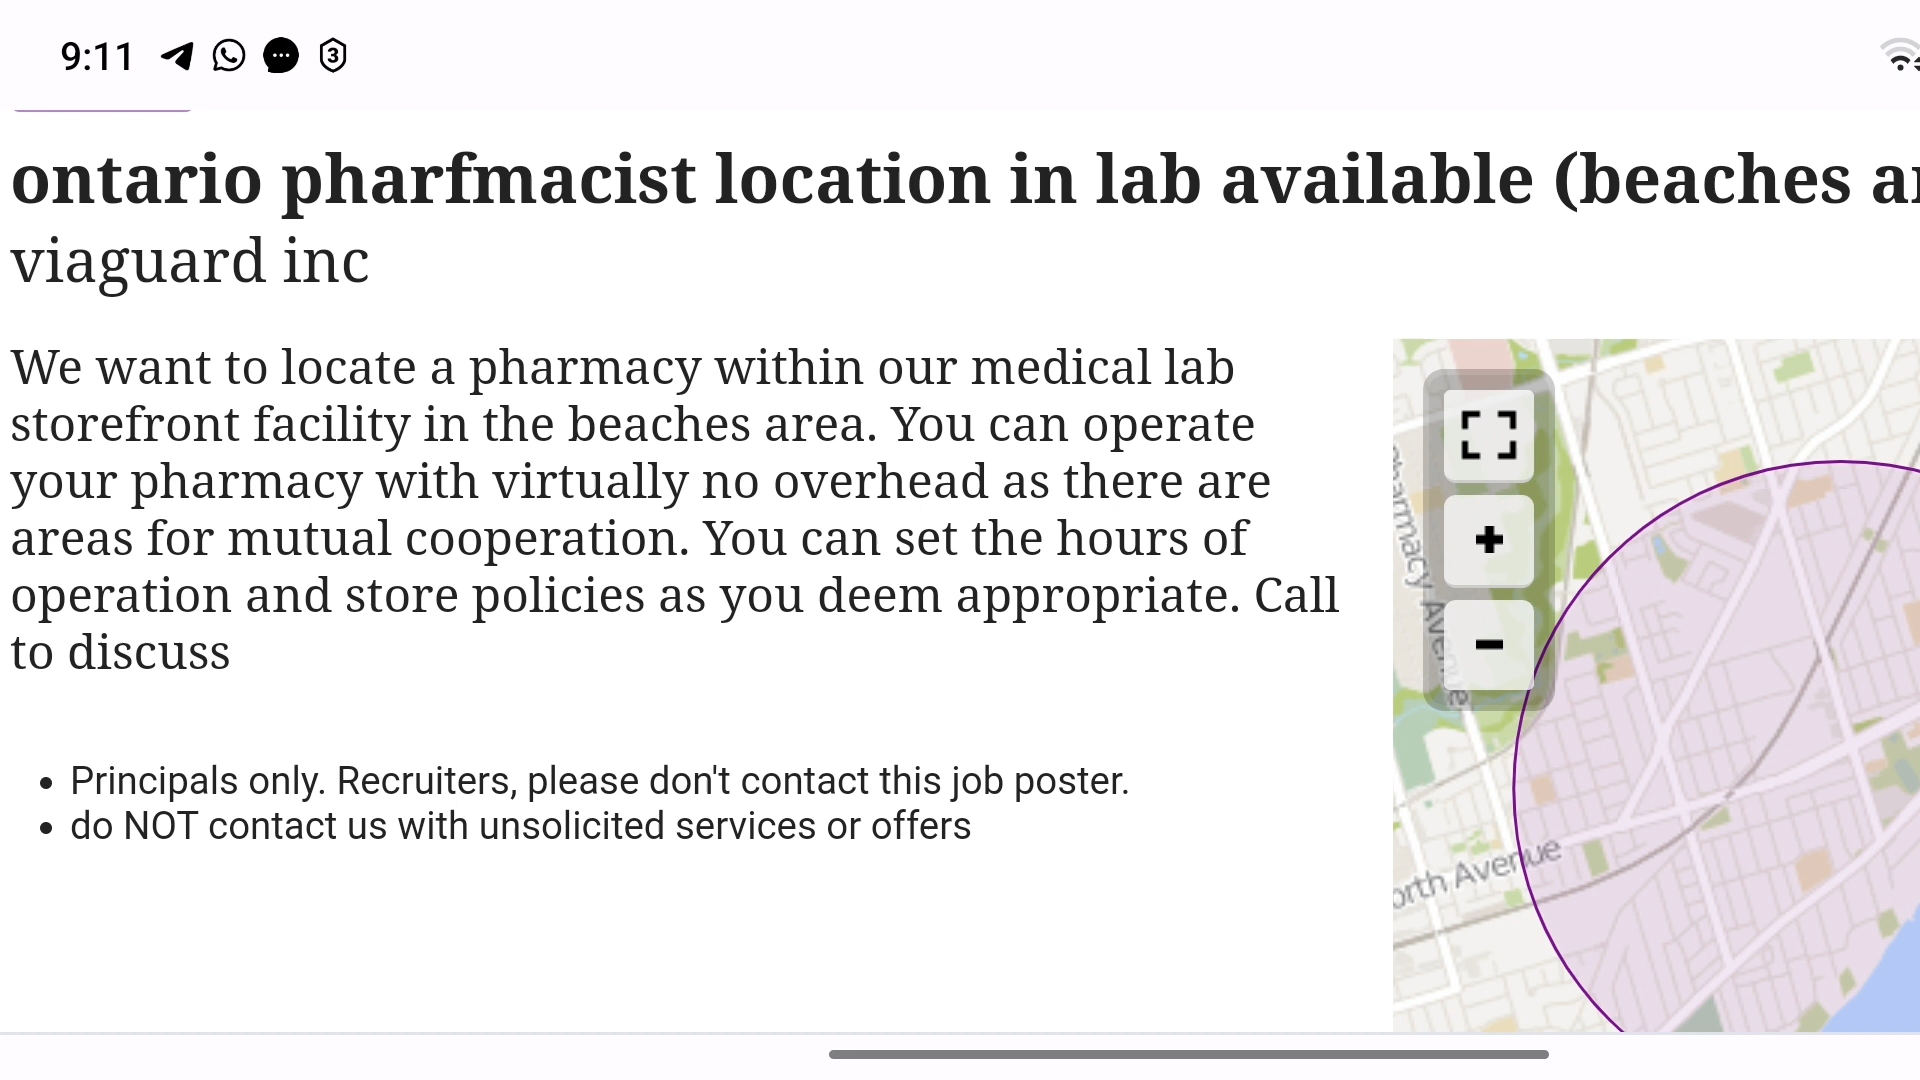 9:11
3
ontario pharfmacist location in lab available (beaches
viaguard inc
We want to locate a pharmacy within our medical lab
storefront facility in the beaches area. You can operate
your pharmacy with virtually no overhead as there are
areas for mutual cooperation. You can set the hours of
operation and store policies as you deem appropriate. Call
to discuss
• Principals only. Recruiters, please don't contact this job poster.
• do NOT contact us with unsolicited services or offers
+
-
Pharmacy Avenue
orth Avenue